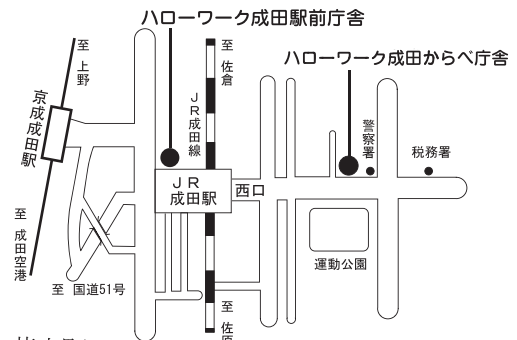 ハローワーク成田駅前庁舎
ハローワーク成田からべ庁舎
至 上野
至 佐倉
京成成田駅
JR成田線
警察署
税務署
JR
成田駅
西口
至 成田空港
運動公園
至 国道51号
至 佐原